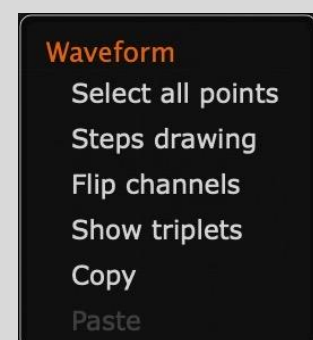 Waveform
Select all points
Steps drawing
Flip channels
Show triplets
Copy
Paste